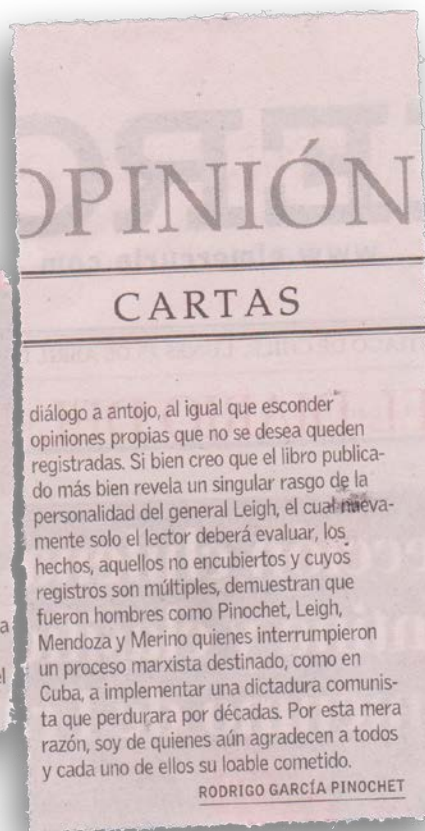 OPINIÓN
www.elmercurio.com
CARTAS
diálogo a antojo, al igual que esconder
opiniones propias que no se desea queden
registradas. Si bien creo que el libro publica-
do más bien revela un singular rasgo de la
personalidad del general Leigh, el cual nueva-
mente solo el lector deberá evaluar, los
hechos, aquellos no encubiertos y cuyos
registros son múltiples, demuestran que
fueron hombres como Pinochet, Leigh,
Mendoza y Merino quienes interrumpieron
un proceso marxista destinado, como en
Cuba, a implementar una dictadura comunis-
ta que perdurara por décadas. Por esta mera
razón, soy de quienes aún agradecen a todos
y cada uno de ellos su loable cometido.
RODRIGO GARCÍA PINOCHET